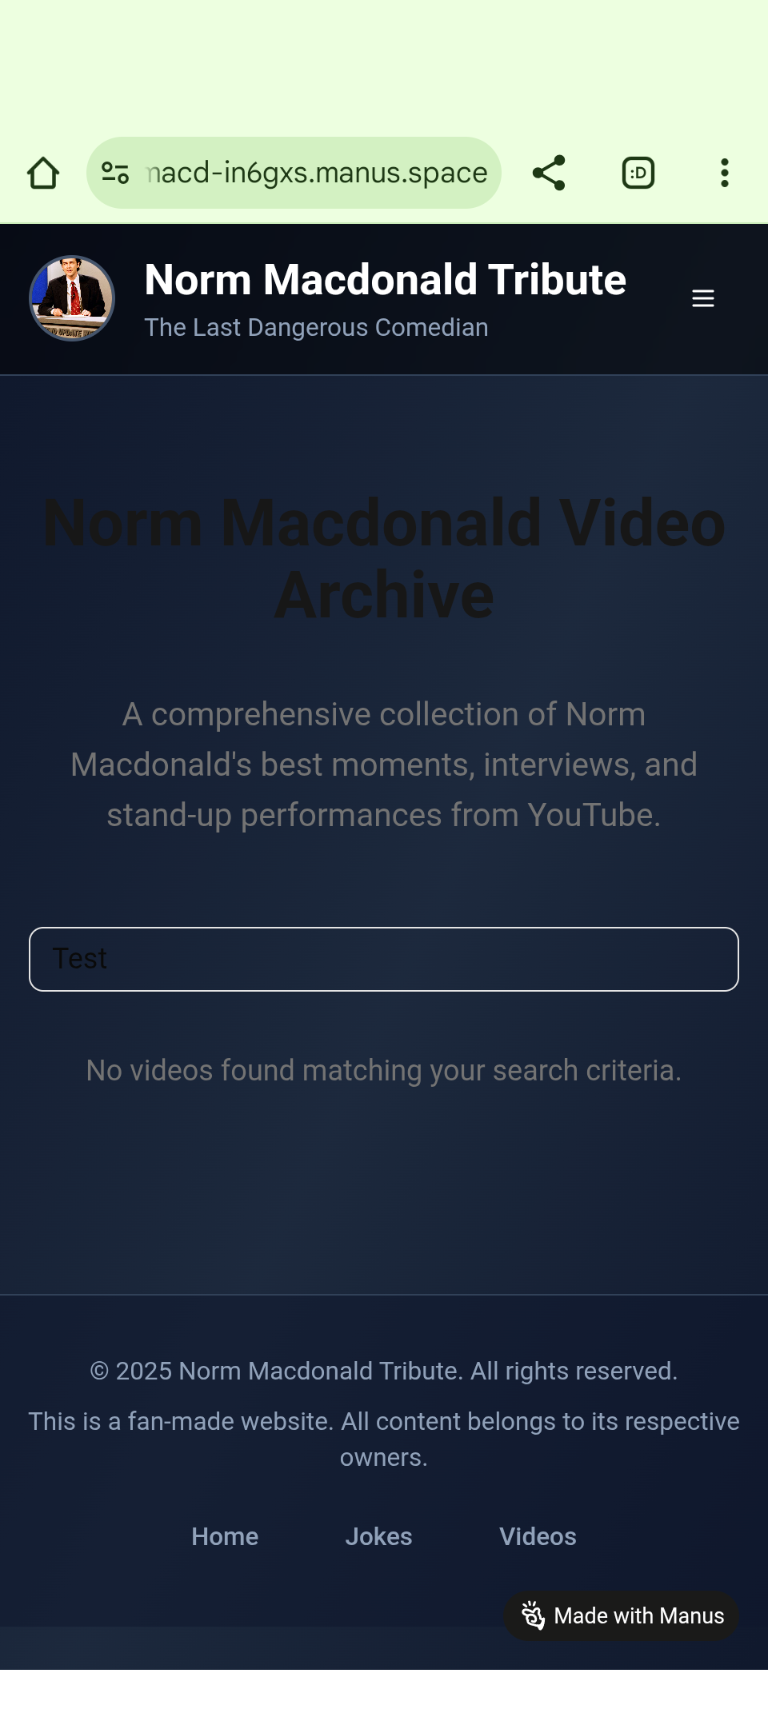 macd-in6gxs.manus.space
:D
Norm Macdonald Tribute
The Last Dangerous Comedian
Norm Macdonald Video
Archive
A comprehensive collection of Norm
Macdonald's best moments, interviews, and
stand-up performances from YouTube.
Test
No videos found matching your search criteria.
© 2025 Norm Macdonald Tribute. All rights reserved.
This is a fan-made website. All content belongs to its respective
owners.
Home Jokes Videos
Made with Manus